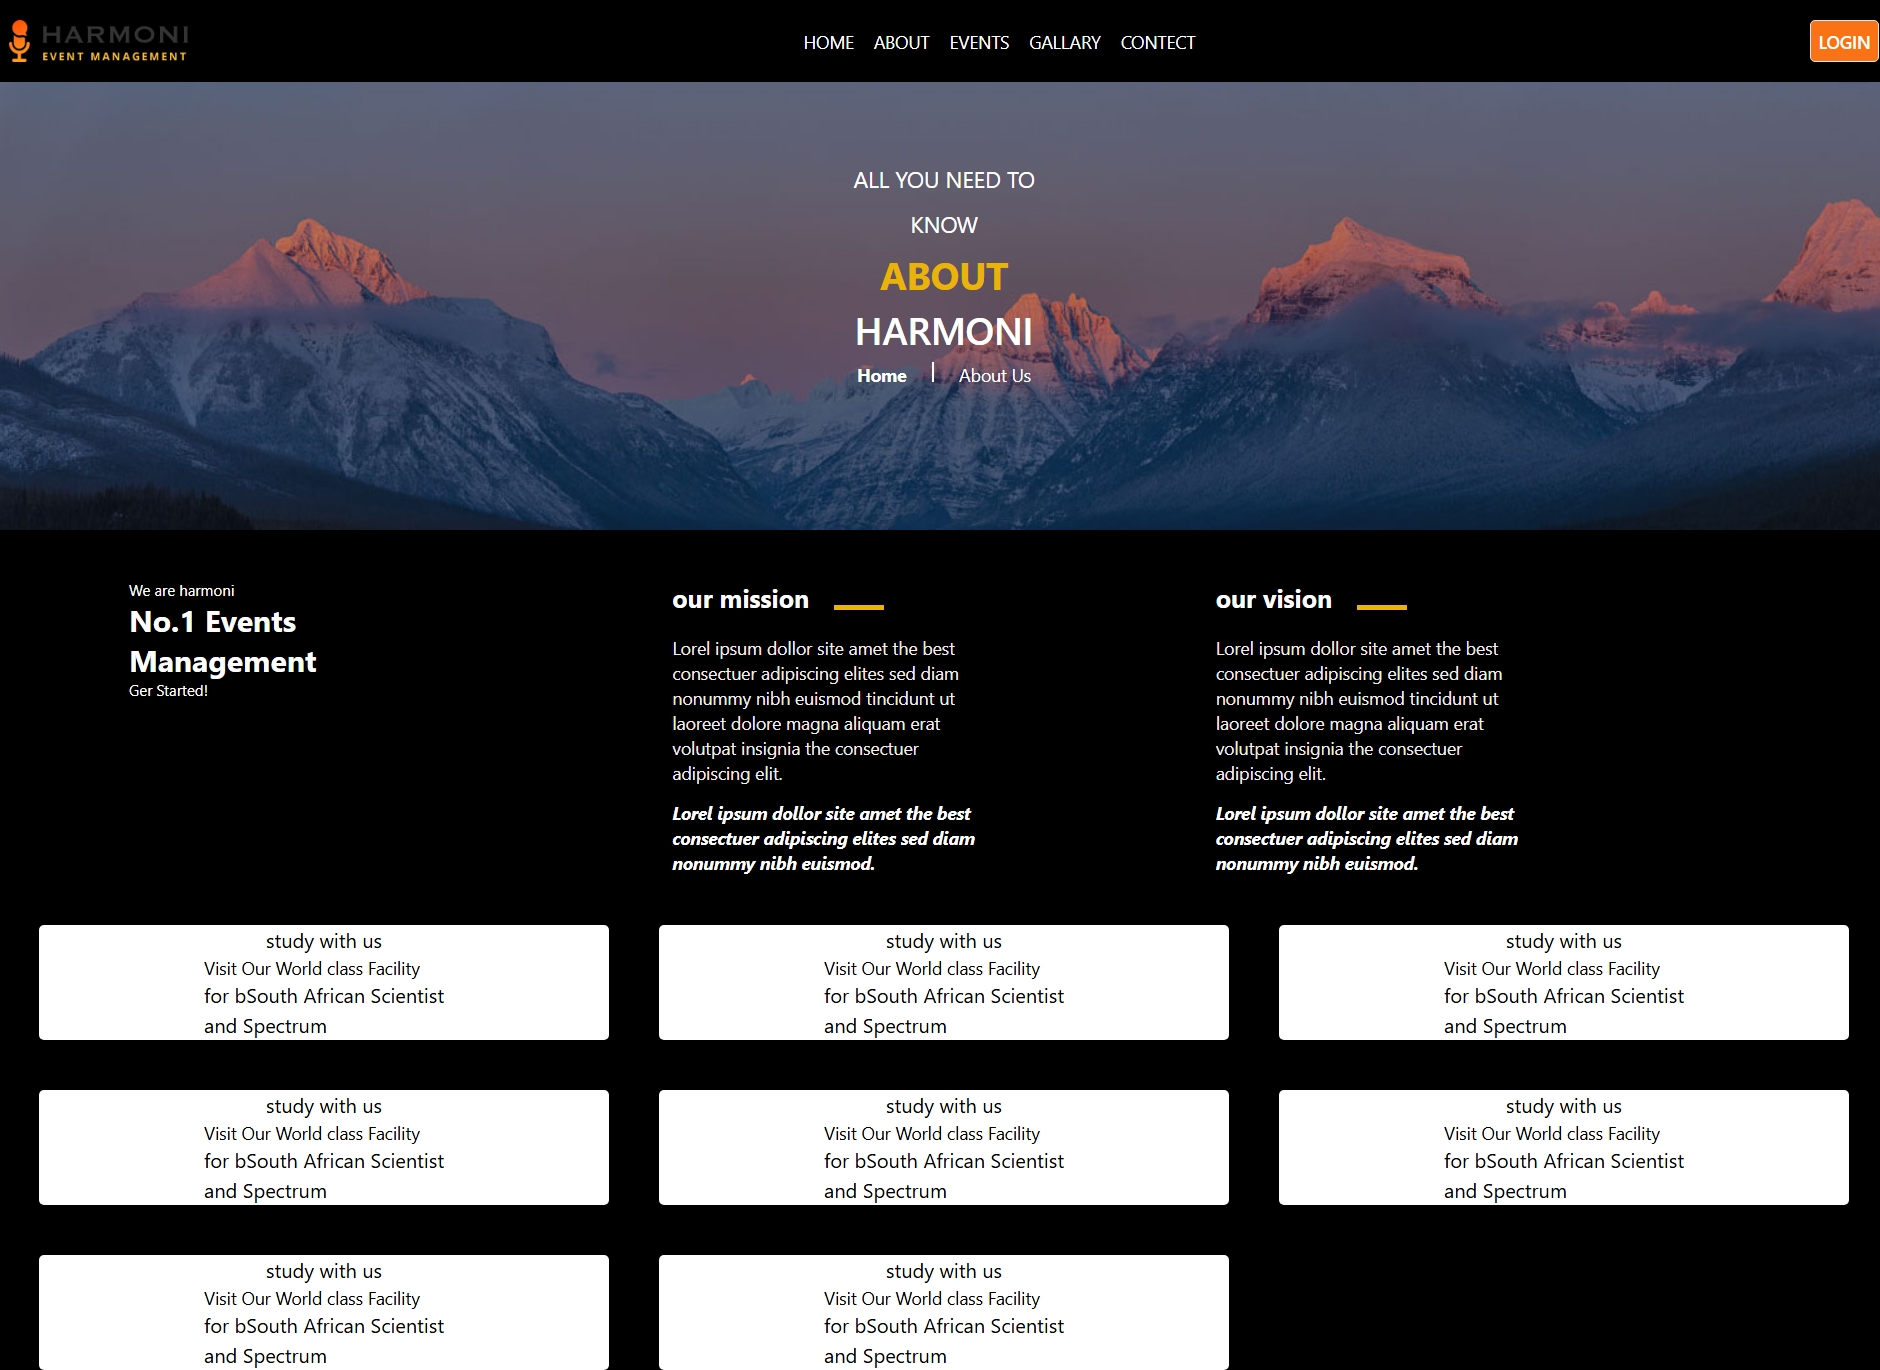 HARMONI
EVENT MANAGEMENT
HOME ABOUT EVENTS GALLARY CONTECT
LOGIN
ALL YOU NEED TO
KNOW
ABOUT
HARMONI
Home | About Us
We are harmoni
No.1 Events
Management
Ger Started!
our mission
Lorel ipsum dollor site amet the best
consectuer adipiscing elites sed diam
nonummy nibh euismod tincidunt ut
laoreet dolore magna aliquam erat
volutpat insignia the consectuer
adipiscing elit.
Lorel ipsum dollor site amet the best
consectuer adipiscing elites sed diam
nonummy nibh euismod.
our vision
Lorel ipsum dollor site amet the best
consectuer adipiscing elites sed diam
nonummy nibh euismod tincidunt ut
laoreet dolore magna aliquam erat
volutpat insignia the consectuer
adipiscing elit.
Lorel ipsum dollor site amet the best
consectuer adipiscing elites sed diam
nonummy nibh euismod.
study with us
Visit Our World class Facility
for bSouth African Scientist
and Spectrum
study with us
Visit Our World class Facility
for bSouth African Scientist
and Spectrum
study with us
Visit Our World class Facility
for bSouth African Scientist
and Spectrum
study with us
Visit Our World class Facility
for bSouth African Scientist
and Spectrum
study with us
Visit Our World class Facility
for bSouth African Scientist
and Spectrum
study with us
Visit Our World class Facility
for bSouth African Scientist
and Spectrum
study with us
Visit Our World class Facility
for bSouth African Scientist
and Spectrum
study with us
Visit Our World class Facility
for bSouth African Scientist
and Spectrum